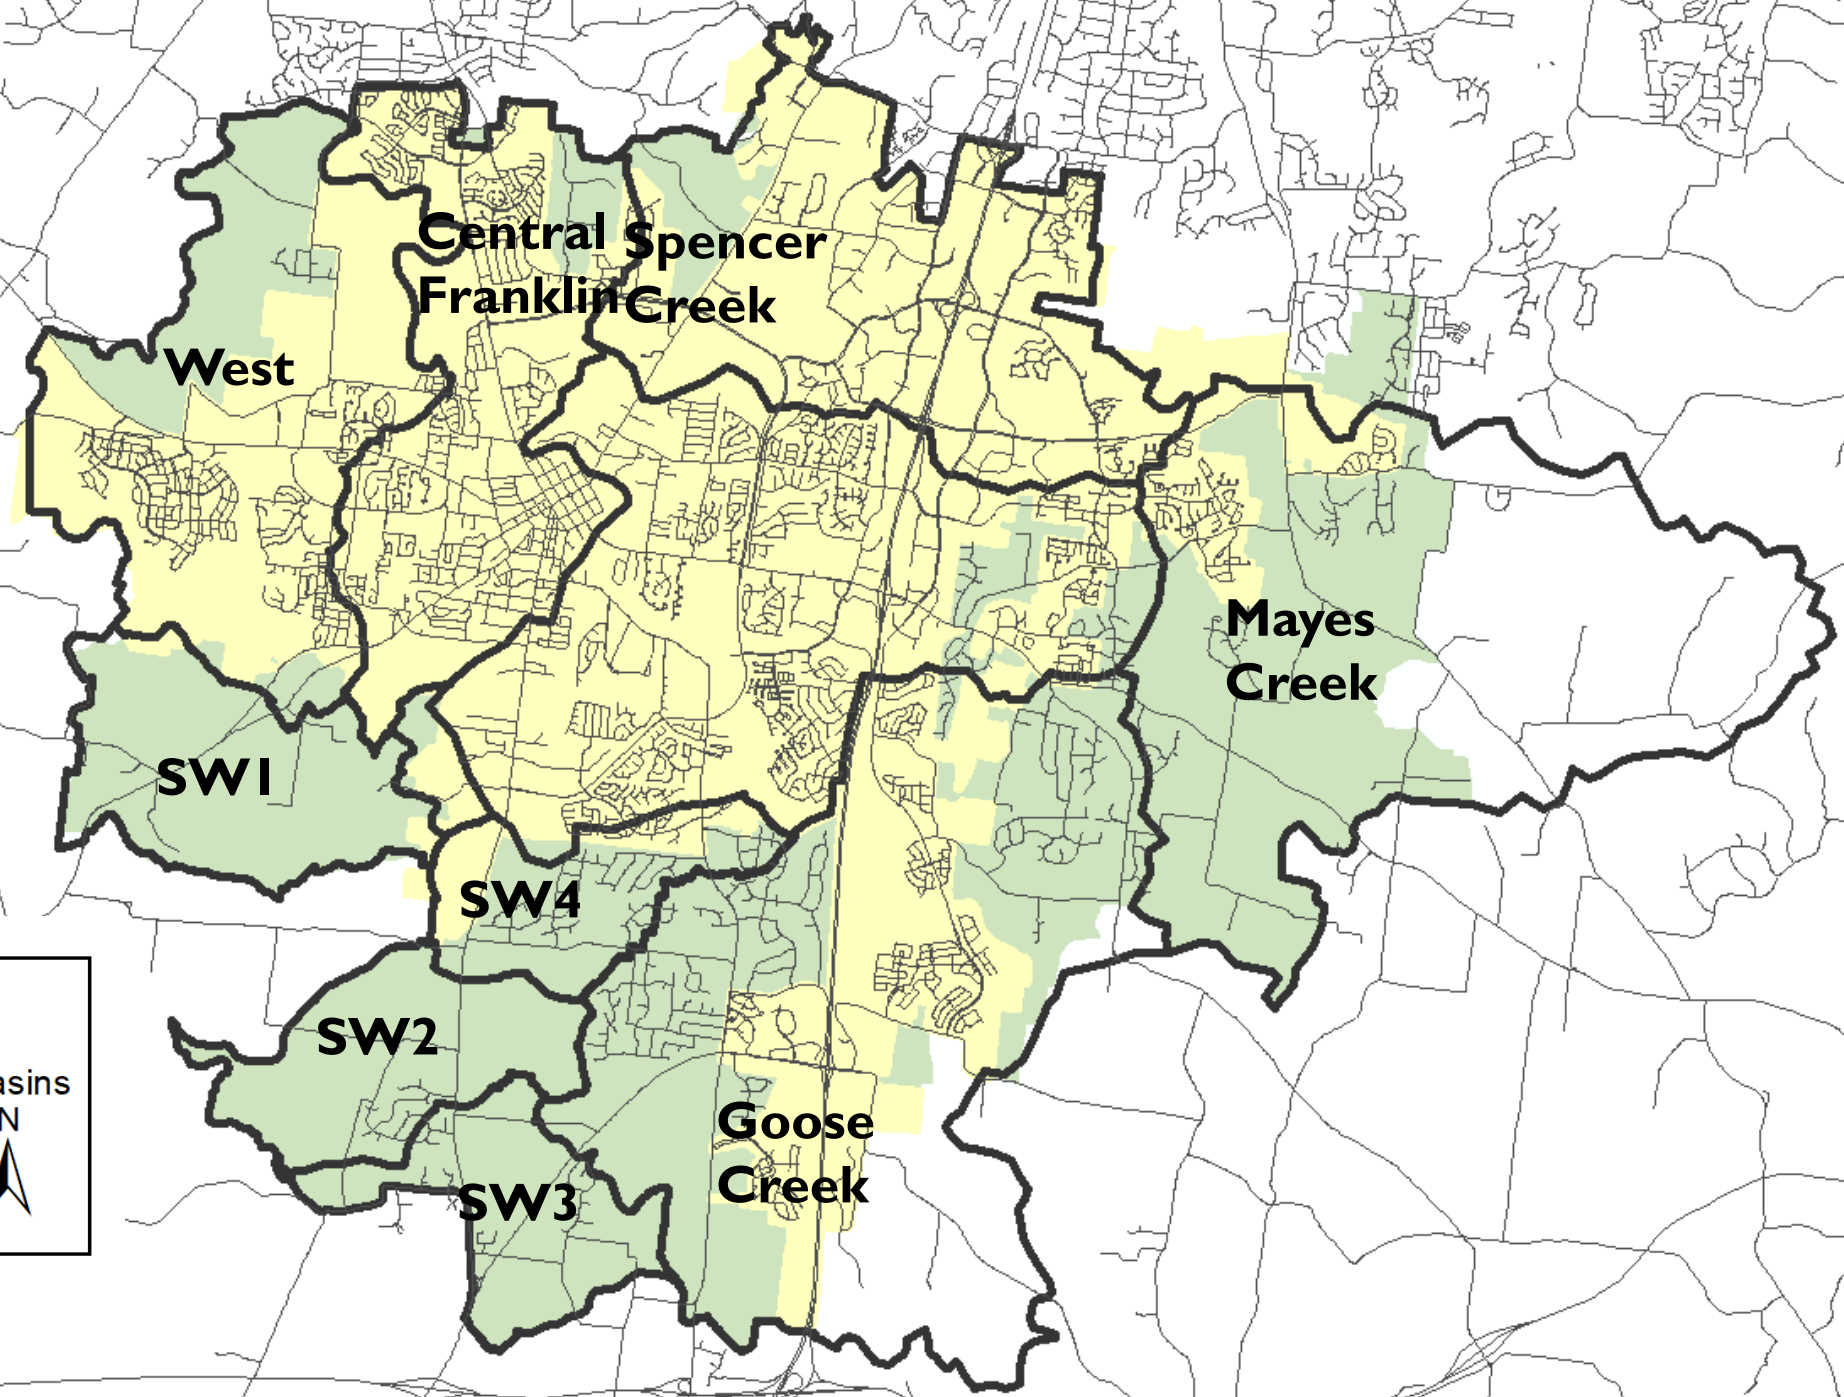 Central
Franklin
Spencer
Creek
West
Mayes
Creek
SW1
SW4
SW2
Goose
Creek
SW3
asins
N